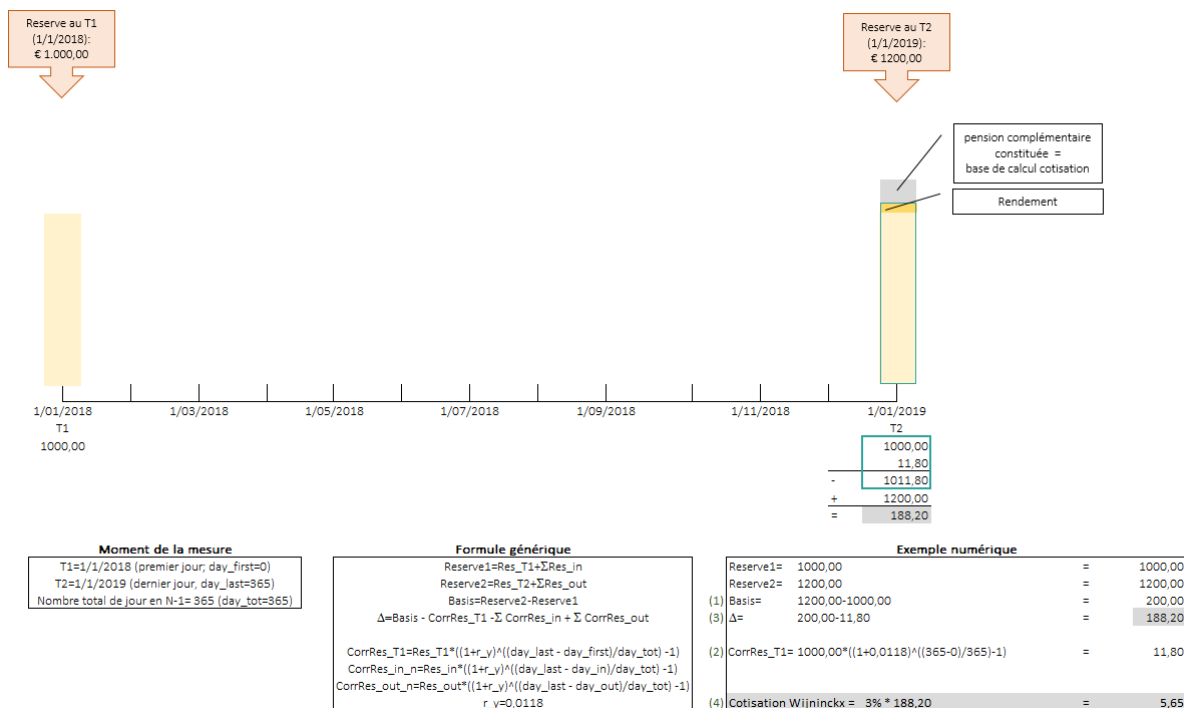 Reserve au T1
(1/1/2018):
€ 1.000,00
Reserve au T2
(1/1/2019):
€ 1200,00
pension complémentaire
constituée =
base de calcul cotisation
Rendement
1/01/2018 1/03/2018 1/05/2018 1/07/2018 1/09/2018 1/11/2018 1/01/2019
T1 T2
1000,00 1000,00
11,80
- 1011,80
+ 1200,00
= 188,20
Moment de la mesure
T1=1/1/2018 (premier jour; day_first=0)
T2=1/1/2019 (dernier jour, day_last=365)
Nombre total de jour en N-1= 365 (day_tot=365)
Formule générique
Reserve1=Res_T1+ΣRes_in
Reserve2=Res_T2+ΣRes_out
Basis=Reserve2-Reserve1
Δ=Basis - CorrRes_T1 -Σ CorrRes_in + Σ CorrRes_out
CorrRes_T1=Res_T1*((1+r_y)^((day_last - day_first)/day_tot) -1)
CorrRes_in_n=Res_in*((1+r_y)^((day_last - day_in)/day_tot) -1)
CorrRes_out_n=Res_out*((1+r_y)^((day_last - day_out)/day_tot) -1)
r_y=0,0118
Exemple numérique
Reserve1= 1000,00 = 1000,00
Reserve2= 1200,00 = 1200,00
(1) Basis= 1200,00-1000,00 = 200,00
(3) Δ= 200,00-11,80 = 188,20
(2) CorrRes_T1= 1000,00*((1+0,0118)^((365-0)/365)-1) = 11,80
(4) Cotisation Wijninckx = 3% * 188,20 = 5,65